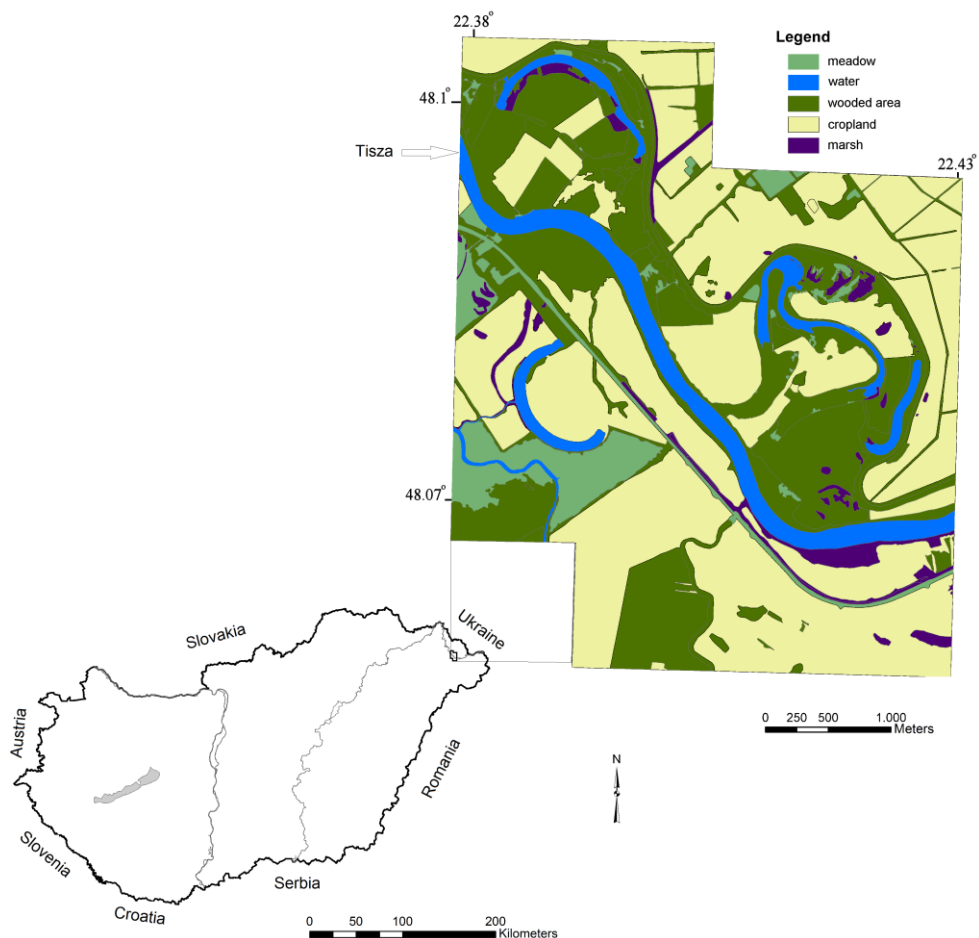 22.38°
Legend
meadow
water
wooded area
cropland
marsh
48.1°
Tisza
22.43°
48.07°
Slovakia
Ukraine
Austria
Romania
Slovenia
Croatia
Serbia
0 250 500 1.000
Meters
N
0 50 100 200
Kilometers